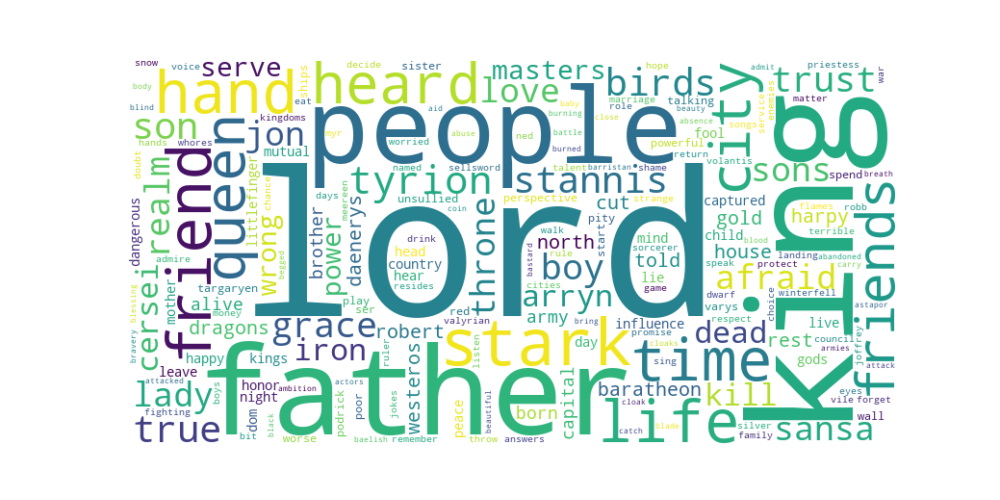 lord
king
people
father
stark
hand
heard
friend
queen
time
life
friends
city
boy
tyrion
stannis
arryn
grace
birds
love
masters
trust
son
sons
jon
serve
realm
cersei
wrong
power
daenerys
throne
iron
robert
lady
true
dragons
alive
afraid
dead
kill
sansa
baratheon
house
gold
harpy
told
north
cut
rest
army
influence
westeros
capital
born
day
peace
honor
night
leave
happy
kings
mother
targaryen
littlefinger
brother
country
hear
head
drink
resides
play
ser
red
valyrian
unsullied
mutual
worried
kingdoms
whores
hands
doubt
blind
body
snow
voice
ships
eat
chance
decide
sister
aid
abuse
ned
myr
named
days
meereen
coin
sellsword
talent
barristan
shame
battle
burning
burned
baby
close
marriage
hope
role
talking
beauty
absence
powerful
return
fool
songs
service
enemies
admit
priestess
war
matter
volantis
spend
breath
captured
child
speak
blood
landing
protect
abandoned
carry
winterfell
terrible
flames
robb
choice
dwarf
varys
respect
promise
mind
sorcerer
lie
game
pity
starts
strange
perspective
walk
rule
bastard
cities
bring
live
council
gods
joffrey
armies
astapor
attack
eyes
vile
forget
wall
silver
family
cloaks
cloak
sing
catch
blade
answers
throw
beautiful
remember
baelish
jokes
actors
podrick
poor
ruler
listen
worse
black
ambition
dom
bit
boys
fighting
attacked
bravery
blessing
admire
dangerous
money
begged